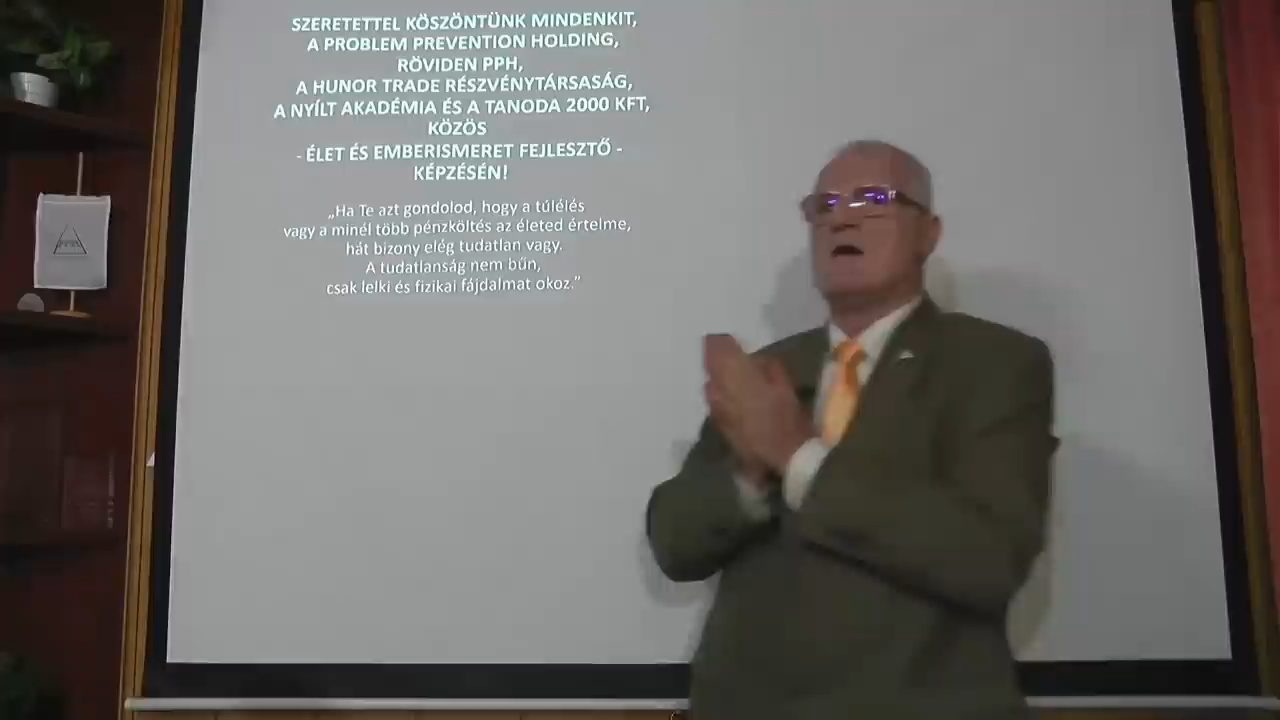 SZERETETTEL KÖSZÖNTÜNK MINDENKIT,
A PROBLEM PREVENTION HOLDING,
RÖVIDEN PPH,
A HUNOR TRADE RÉSZVÉNYTÁRSASÁG,
A NYÍLT AKADÉMIA ÉS A TANODA 2000 KFT,
KÖZÖS
- ÉLET ÉS EMBERISMERET FEJLESZTŐ -
KÉPZÉSÉN!
„Ha Te azt gondolod, hogy a túlélés
vagy a minél több pénzköltés az életed értelme,
hát bizony elég tudatlan vagy.
A tudatlanság nem bűn,
csak lelki és fizikai fájdalmat okoz.”